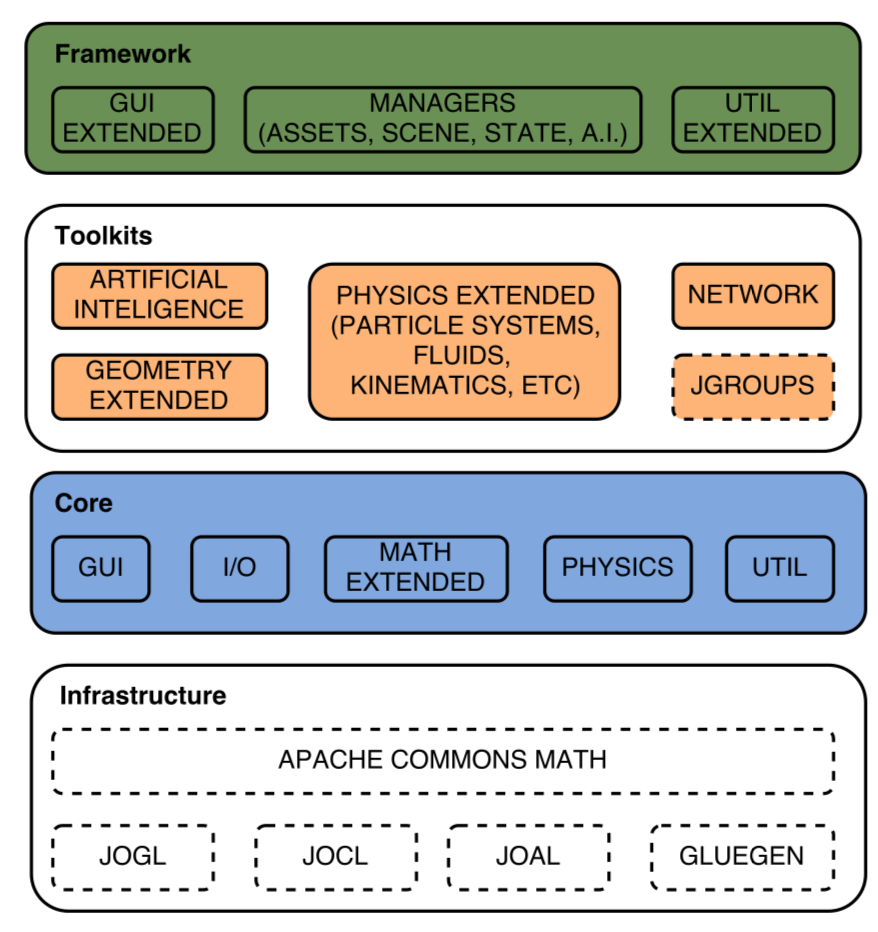 Framework
GUI
EXTENDED
MANAGERS
(ASSETS, SCENE, STATE, A.I.)
UTIL
EXTENDED
Toolkits
ARTIFICIAL
INTELIGENCE
PHYSICS EXTENDED
(PARTICLE SYSTEMS,
FLUIDS,
KINEMATICS, ETC)
NETWORK
GEOMETRY
EXTENDED
JGROUPS
Core
GUI
I/O
MATH
EXTENDED
PHYSICS
UTIL
Infrastructure
APACHE COMMONS MATH
JOGL
JOCL
JOAL
GLUEGEN